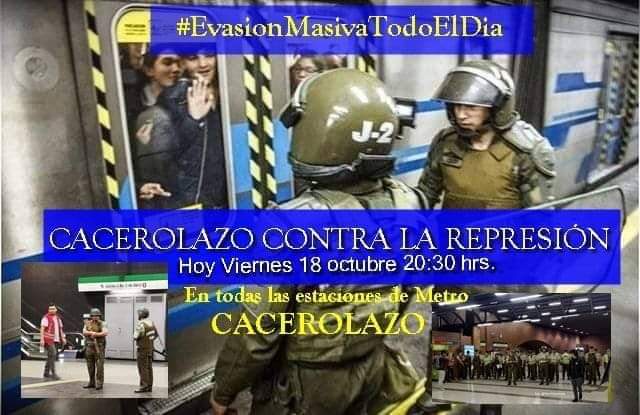 #EvasionMasivaTodoElDia
J-2
CACEROLAZO CONTRA LA REPRESIÓN
Hoy Viernes 18 octubre 20:30 hrs.
En todas las estaciones de Metro
CACEROLAZO